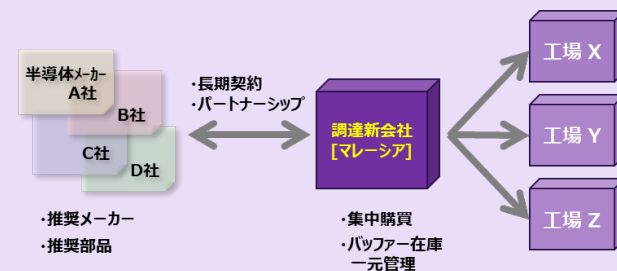 半導体メーカー
A社
B社
C社
D社
・推奨メーカー
・推奨部品
・長期契約
・パートナーシップ
調達新会社
[マレーシア]
・集中購買
・バッファー在庫
一元管理
工場 X
工場 Y
工場 Z